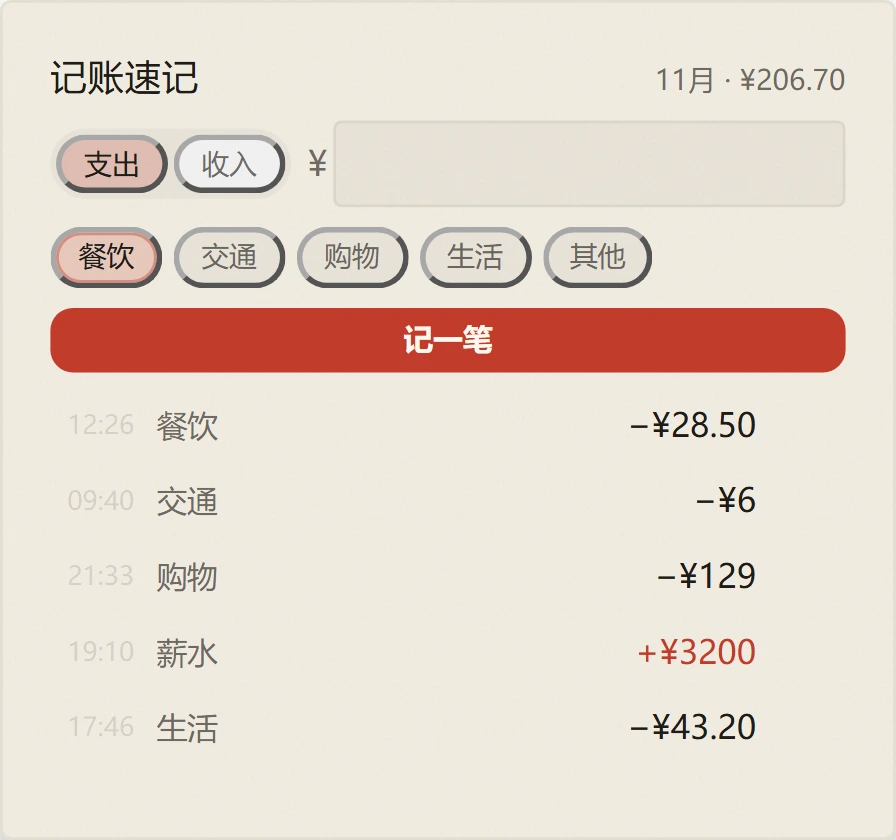 记账速记 11月 · ¥206.70
支出 收入 ¥
餐饮 交通 购物 生活 其他
记一笔
12:26 餐饮 −¥28.50
09:40 交通 −¥6
21:33 购物 −¥129
19:10 薪水 +¥3200
17:46 生活 −¥43.20